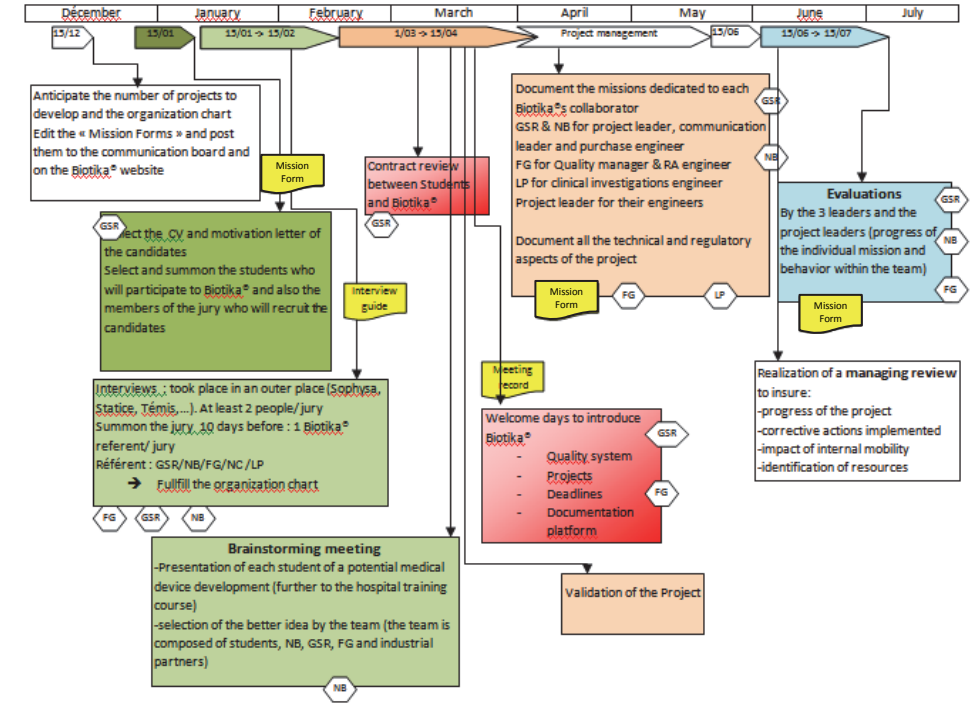 Décember January February March April May June July
15/12 15/01 15/01 -> 15/02 1/03 -> 15/04 Project management 15/06 15/06 -> 15/07
Anticipate the number of projects to
develop and the organization chart
Edit the « Mission Forms » and post
them to the communication board and
on the Biotika® website
Mission
Form
GSR
lect the CV and motivation letter of
the candidates
Select and summon the students who
will participate to Biotika® and also the
members of the jury who will recruit the
candidates
Interview
guide
Interviews : took place in an outer place (Sophysa,
Statice, Témis,...). At least 2 people/jury
Summon the jury 10 days before : 1 Biotika®
referent/ jury
Référent : GSR/NB/FG/NC/LP
➔ Fullfill the organization chart
FG GSR NB
Brainstorming meeting
-Presentation of each student of a potential medical
device development (further to the hospital training
course)
-selection of the better idea by the team (the team is
composed of students, NB, GSR, FG and industrial
partners)
NB
Contract review
between Students
and Biotika®
GSR
Meeting
record
Welcome days to introduce
Biotika®
- Quality system
- Projects
- Deadlines
- Documentation
platform
GSR
FG
Validation of the Project
Document the missions dedicated to each
Biotika®s collaborator
GSR & NB for project leader, communication
leader and purchase engineer
FG for Quality manager & RA engineer
LP for clinical investigations engineer
Project leader for their engineers
Document all the technical and regulatory
aspects of the project
GSR
NB
Mission
Form
FG LP
Evaluations
By the 3 leaders and the
project leaders (progress of
the individual mission and
behavior within the team)
GSR
NB
FG
Mission
Form
Realization of a managing review
to insure:
-progress of the project
-corrective actions implemented
-impact of internal mobility
-identification of resources